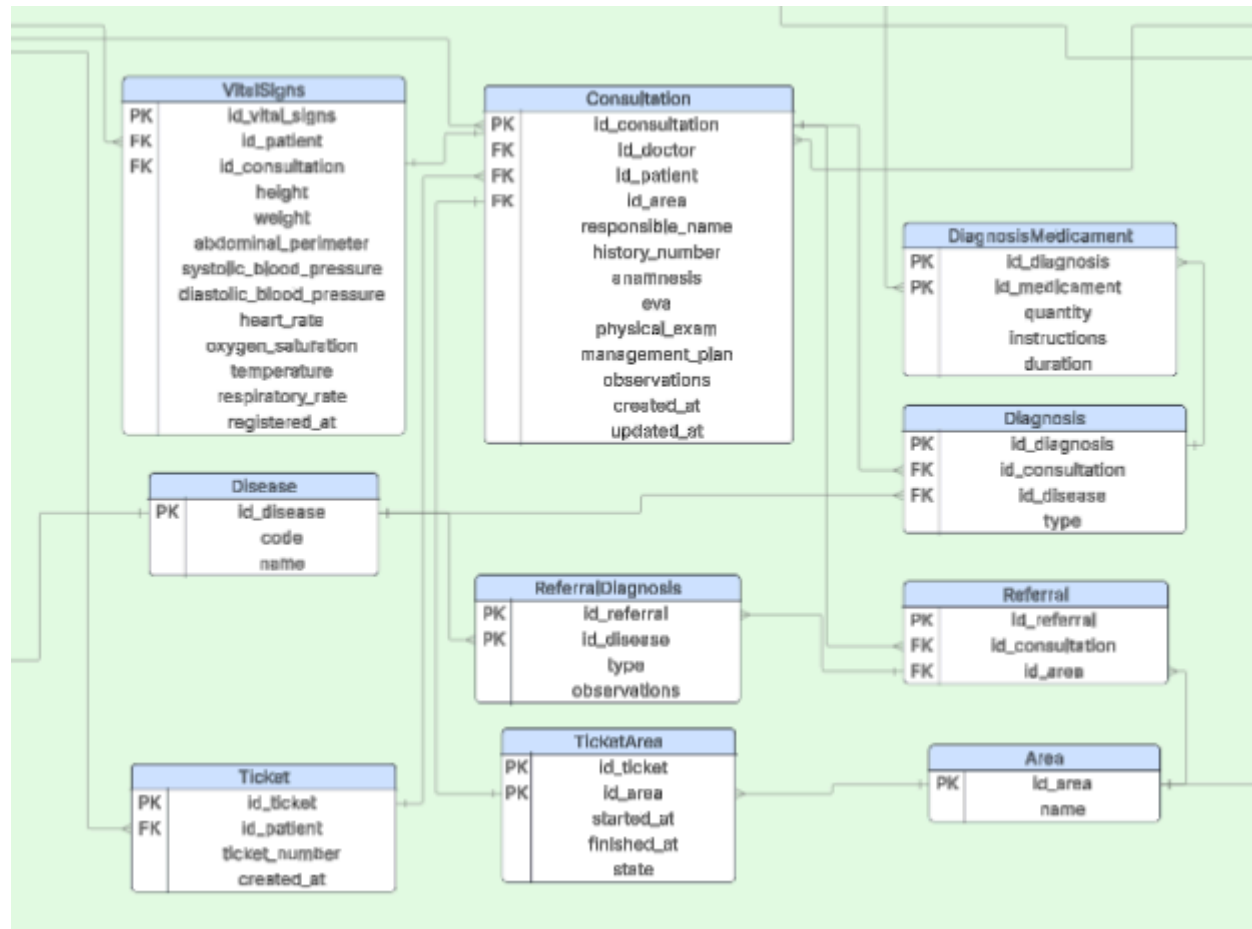 VitalSigns
PK id_vital_signs
FK id_patient
FK id_consultation
height
weight
abdominal_perimeter
systolic_blood_pressure
diastolic_blood_pressure
heart_rate
oxygen_saturation
temperature
respiratory_rate
registered_at
Consultation
PK id_consultation
FK id_doctor
FK id_patient
FK id_area
responsible_name
history_number
anamnesis
eva
physical_exam
management_plan
observations
created_at
updated_at
DiagnosisMedicament
PK id_diagnosis
PK id_medicament
quantity
instructions
duration
Diagnosis
PK id_diagnosis
FK id_consultation
FK id_disease
type
Disease
PK id_disease
code
name
ReferralDiagnosis
PK id_referral
PK id_disease
type
observations
Referral
PK id_referral
FK id_consultation
FK id_area
Ticket
PK id_ticket
FK id_patient
ticket_number
created_at
TicketArea
PK id_ticket
PK id_area
started_at
finished_at
state
Area
PK id_area
name